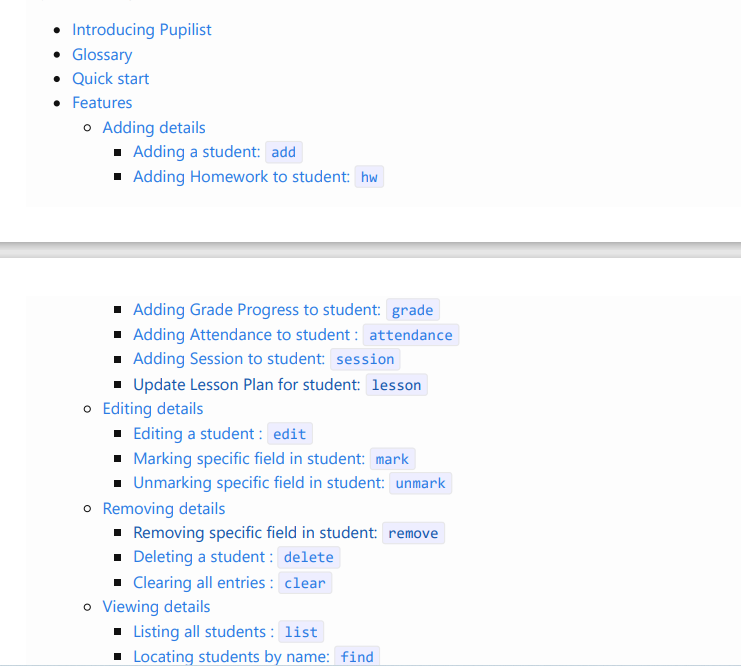 Introducing Pupilist
Glossary
Quick start
Features
Adding details
Adding a student: add
Adding Homework to student: hw
Adding Grade Progress to student: grade
Adding Attendance to student : attendance
Adding Session to student: session
Update Lesson Plan for student: lesson
Editing details
Editing a student : edit
Marking specific field in student: mark
Unmarking specific field in student: unmark
Removing details
Removing specific field in student: remove
Deleting a student : delete
Clearing all entries : clear
Viewing details
Listing all students : list
Locating students by name: find